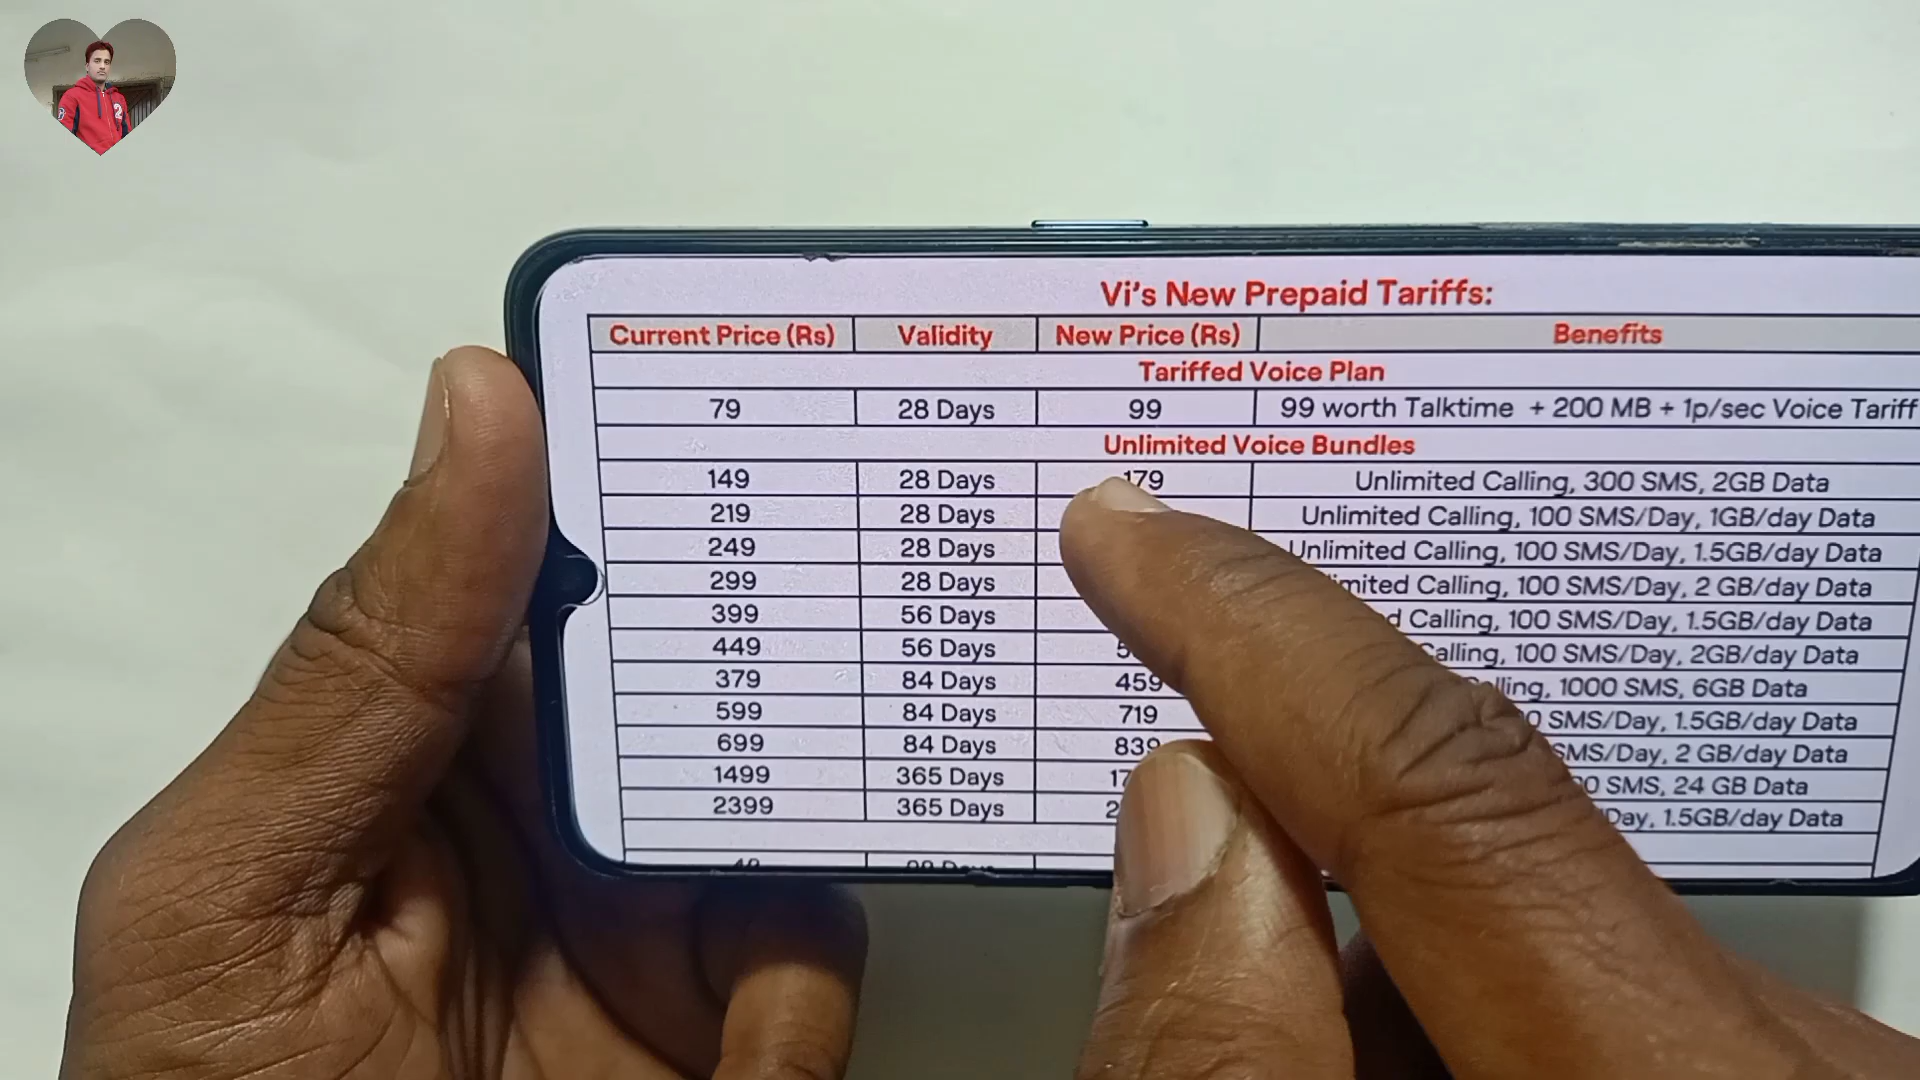 Vi's New Prepaid Tariffs:
Current Price (Rs) Validity New Price (Rs) Benefits
Tariffed Voice Plan
79 28 Days 99 99 worth Talktime + 200 MB + 1p/sec Voice Tariff
Unlimited Voice Bundles
149 28 Days 179 Unlimited Calling, 300 SMS, 2GB Data
219 28 Days Unlimited Calling, 100 SMS/Day, 1GB/day Data
249 28 Days Unlimited Calling, 100 SMS/Day, 1.5GB/day Data
299 28 Days Calling, 100 SMS/Day, 2 GB/day Data
399 56 Days Calling, 100 SMS/Day, 1.5GB/day Data
449 56 Days Calling, 100 SMS/Day, 2GB/day Data
379 84 Days 459 1000 SMS, 6GB Data
599 84 Days 719 SMS/Day, 1.5GB/day Data
699 84 Days 839 SMS/Day, 2 GB/day Data
1499 365 Days SMS, 24 GB Data
2399 365 Days Day, 1.5GB/day Data